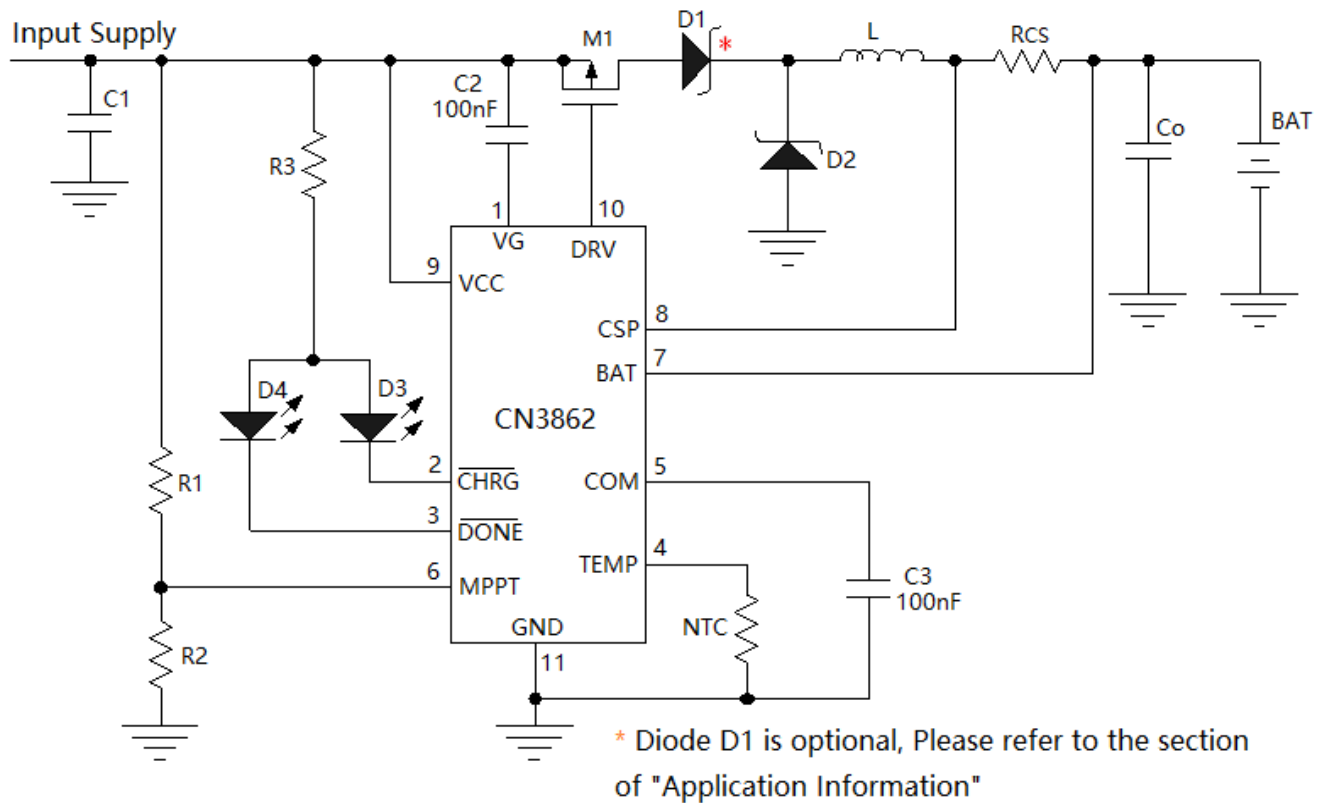 Input Supply
D1
*
L
RCS
M1
C1
C2
100nF
Co
BAT
R3
D2
1
10
VG
DRV
9
VCC
8
CSP
7
BAT
D4
D3
CN3862
2
CHRG
5
COM
R1
3
DONE
4
TEMP
6
MPPT
C3
100nF
NTC
GND
R2
11
* Diode D1 is optional, Please refer to the section
of "Application Information"